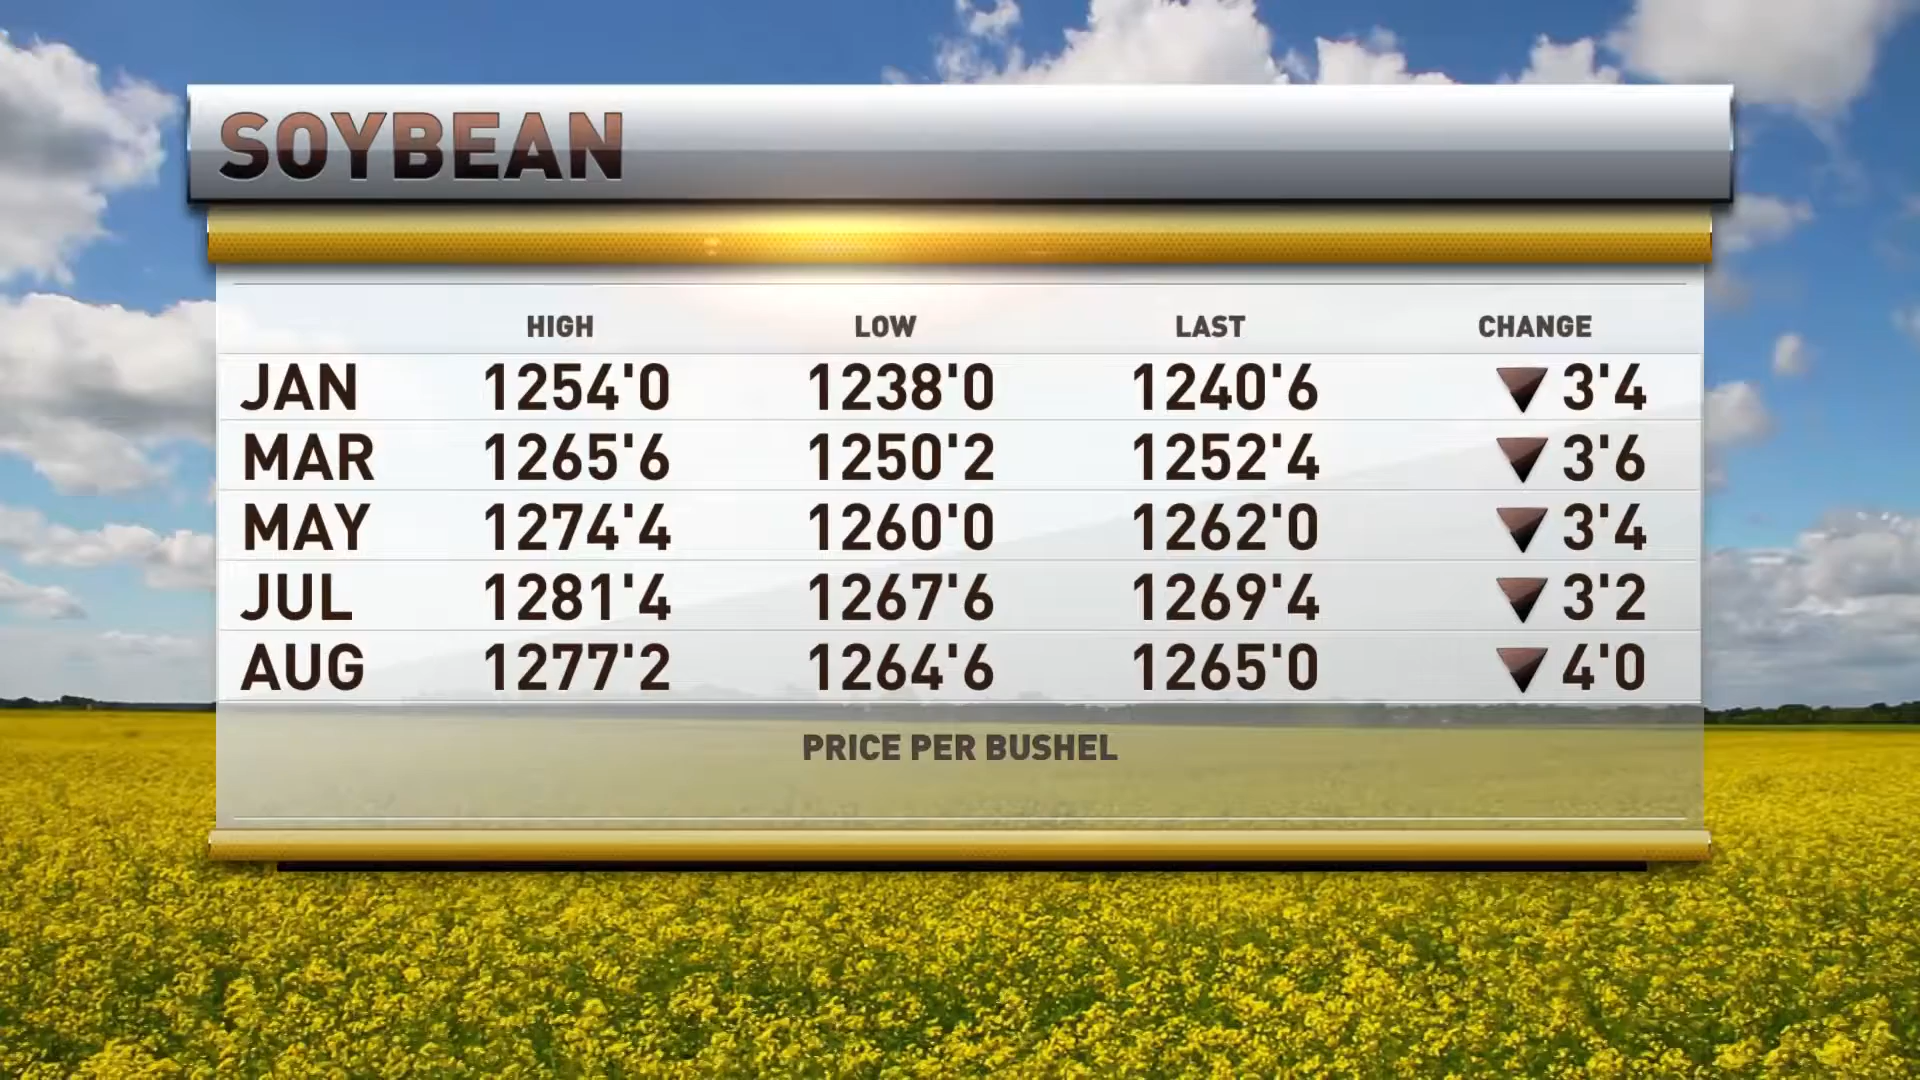 SOYBEAN
HIGH LOW LAST CHANGE
JAN 1254'0 1238'0 1240'6 ▼ 3'4
MAR 1265'6 1250'2 1252'4 ▼ 3'6
MAY 1274'4 1260'0 1262'0 ▼ 3'4
JUL 1281'4 1267'6 1269'4 ▼ 3'2
AUG 1277'2 1264'6 1265'0 ▼ 4'0
PRICE PER BUSHEL